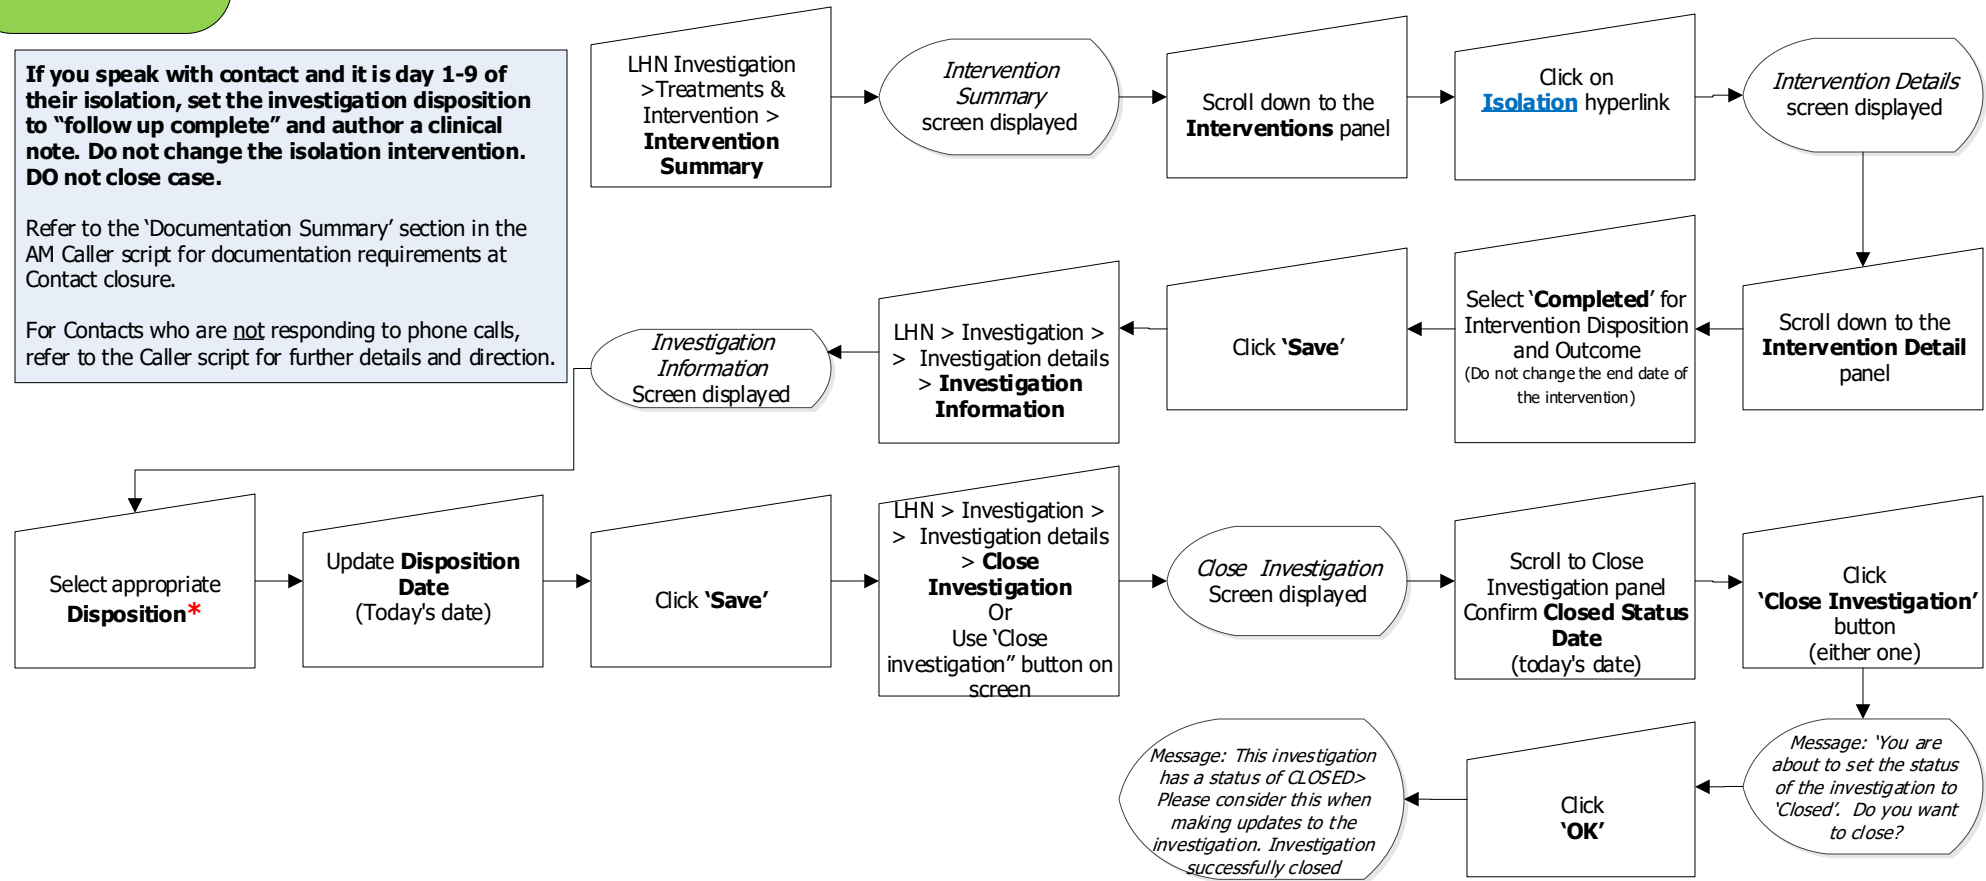 If you speak with contact and it is day 1-9 of
their isolation, set the investigation disposition
to “follow up complete” and author a clinical
note. Do not change the isolation intervention.
DO not close case.
Refer to the ‘Documentation Summary’ section in the
AM Caller script for documentation requirements at
Contact closure.
For Contacts who are not responding to phone calls,
refer to the Caller script for further details and direction.
LHN Investigation
>Treatments &
Intervention >
Intervention
Summary
Intervention
Summary
screen displayed
Scroll down to the
Interventions panel
Click on
Isolation hyperlink
Intervention Details
screen displayed
Scroll down to the
Intervention Detail
panel
Select ‘Completed’ for
Intervention Disposition
and Outcome
(Do not change the end date of
the intervention)
Click ‘Save’
LHN > Investigation >
> Investigation details
> Investigation
Information
Investigation
Information
Screen displayed
Select appropriate
Disposition*
Update Disposition
Date
(Today's date)
Click ‘Save’
LHN > Investigation >
> Investigation details
> Close
Investigation
Or
Use ‘Close
investigation” button on
screen
Close Investigation
Screen displayed
Scroll to Close
Investigation panel
Confirm Closed Status
Date
(today's date)
Click
‘Close Investigation’
button
(either one)
Message: ‘You are
about to set the status
of the investigation to
‘Closed’. Do you want
to close?
Click
‘OK’
Message: This investigation
has a status of CLOSED>
Please consider this when
making updates to the
investigation. Investigation
successfully closed